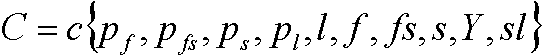 C = c{p_f, p_fs, p_s, p_l, l, f, fs, s, Y, sl}